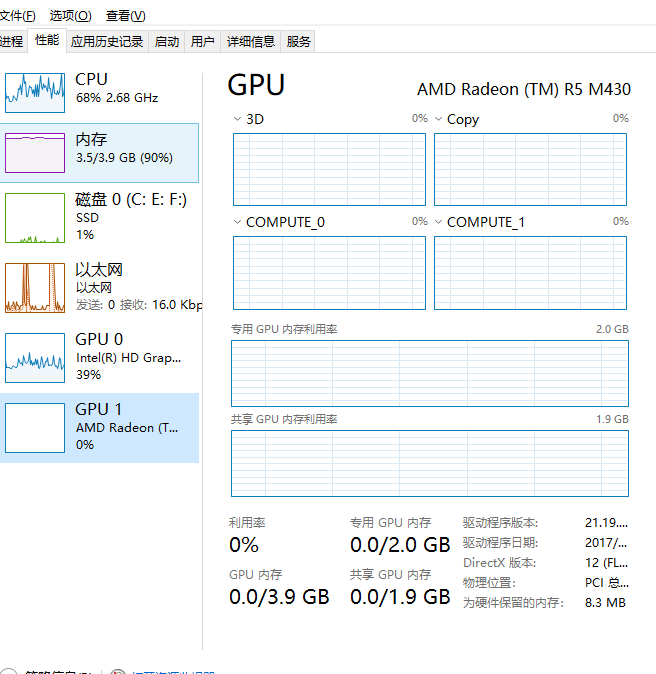 文件(F) 选项(O) 查看(V)
进程 性能 应用历史记录 启动 用户 详细信息 服务
CPU
68% 2.68 GHz
内存
3.5/3.9 GB (90%)
磁盘 0 (C: E: F:)
SSD
1%
以太网
以太网
发送: 0 接收: 16.0 Kbp
GPU 0
Intel(R) HD Grap...
39%
GPU 1
AMD Radeon (T...
0%
GPU
AMD Radeon (TM) R5 M430
3D 0%
Copy 0%
COMPUTE_0 0%
COMPUTE_1 0%
专用 GPU 内存利用率 2.0 GB
共享 GPU 内存利用率 1.9 GB
利用率
0%
专用 GPU 内存
0.0/2.0 GB
GPU 内存
0.0/3.9 GB
共享 GPU 内存
0.0/1.9 GB
驱动程序版本: 21.19....
驱动程序日期: 2017/...
DirectX 版本: 12 (FL...
物理位置: PCI 总...
为硬件保留的内存: 8.3 MB